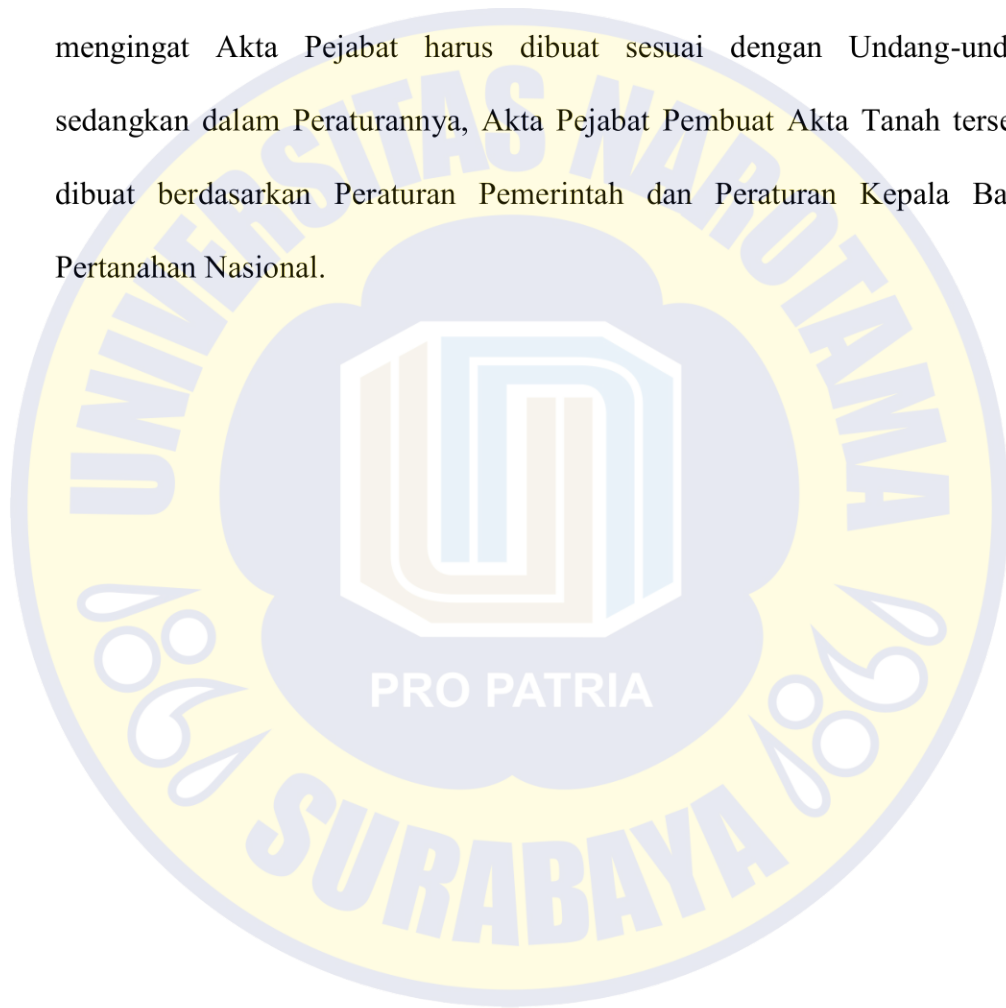 mengingat Akta Pejabat harus dibuat sesuai dengan Undang-und
sedangkan dalam Peraturannya, Akta Pejabat Pembuat Akta Tanah terse
dibuat berdasarkan Peraturan Pemerintah dan Peraturan Kepala Ba
Pertanahan Nasional.
UNIVERSITAS NAROTAMA
PRO PATRIA
SURABAYA